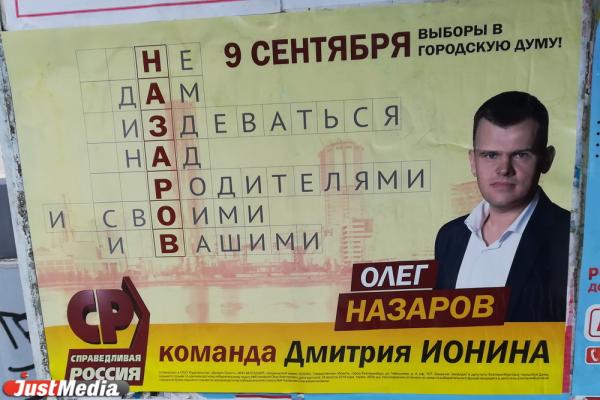 9 СЕНТЯБРЯ
ВЫБОРЫ В
ГОРОДСКУЮ ДУМУ!
НЕ
ДАМ
ИЗДЕВАТЬСЯ
НАД
РОДИТЕЛЯМИ
И СВОИМИ
И ВАШИМИ
ОЛЕГ
НАЗАРОВ
СР
СПРАВЕДЛИВАЯ
РОССИЯ
команда Дмитрия ИОНИНА
JustMedia